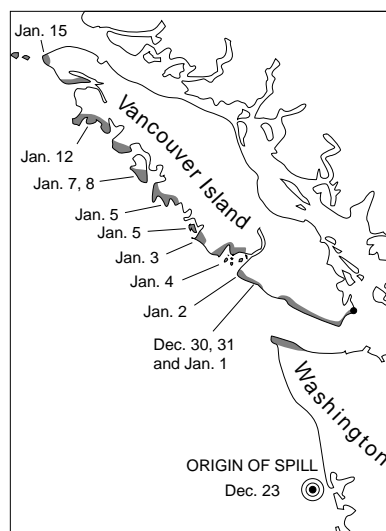 Jan. 15
Vancouver Island
Jan. 12
Jan. 7, 8
Jan. 5
Jan. 5
Jan. 3
Jan. 4
Jan. 2
Dec. 30, 31
and Jan. 1
Washington
ORIGIN OF SPILL
Dec. 23